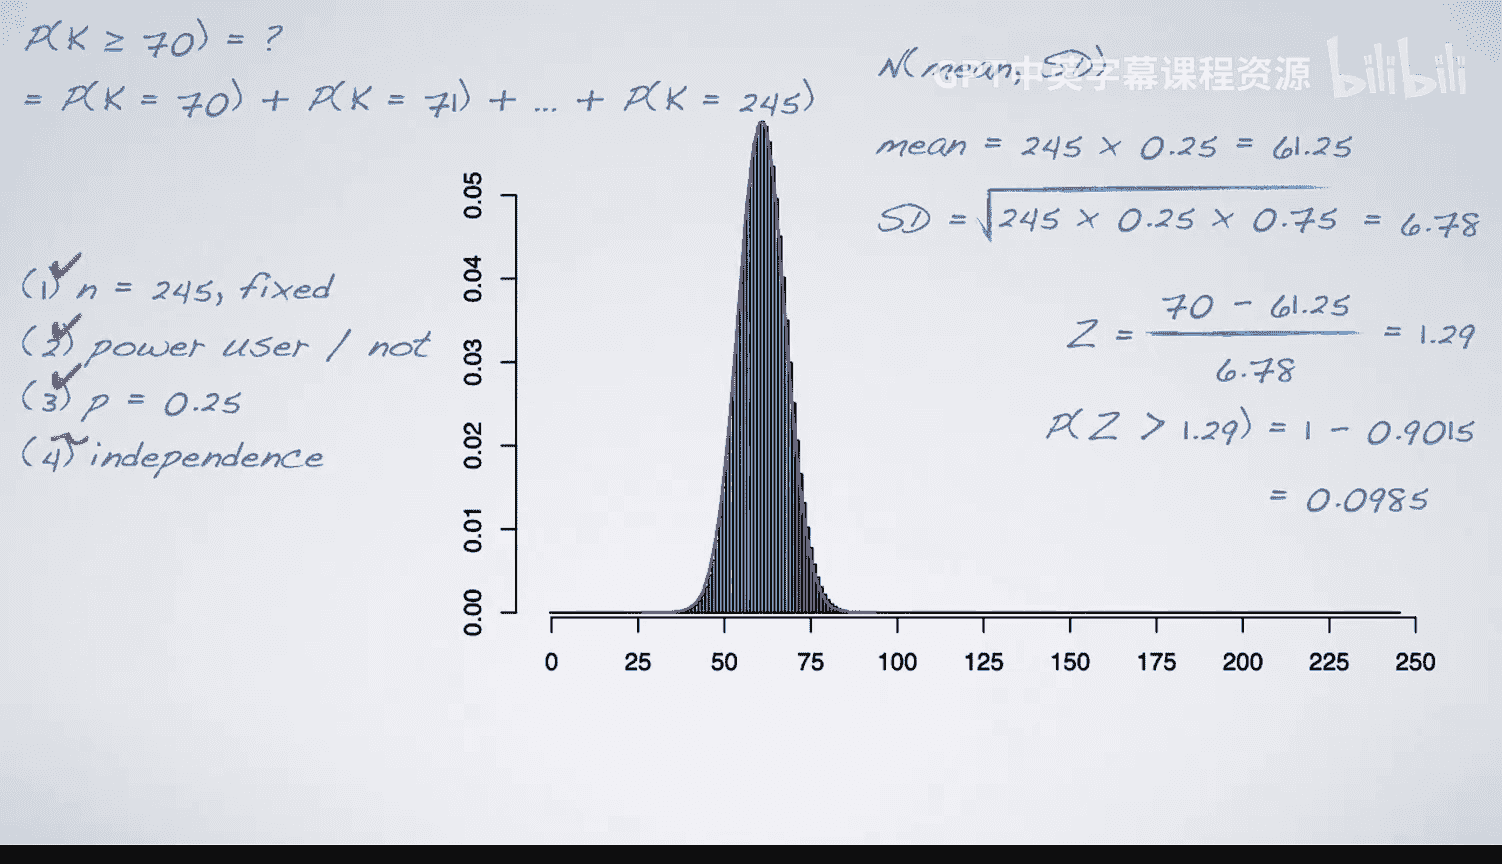 P(K ≥ 70) = ?
= P(K = 70) + P(K = 71) + ... + P(K = 245)
N(mean, SD)
GPT中英字幕课程资源 bilibili
mean = 245 × 0.25 = 61.25
SD = √245 × 0.25 × 0.75 = 6.78
Z = 70 - 61.25 / 6.78 = 1.29
P(Z > 1.29) = 1 - 0.9015
= 0.0985
(1) n = 245, fixed
(2) power user / not
(3) p = 0.25
(4) independence
0.05
0.04
0.03
0.02
0.01
0.00
0 25 50 75 100 125 150 175 200 225 250